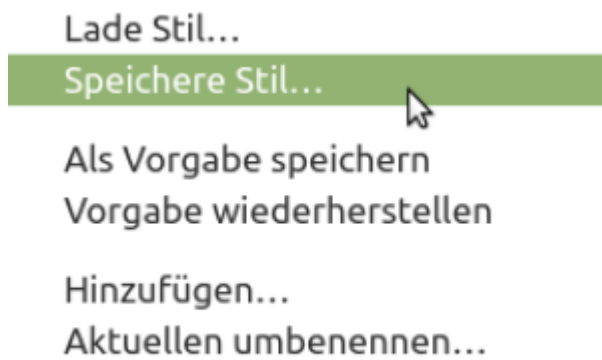 Lade Stil...
Speichere Stil...
Als Vorgabe speichern
Vorgabe wiederherstellen
Hinzufügen...
Aktuellen umbenennen...